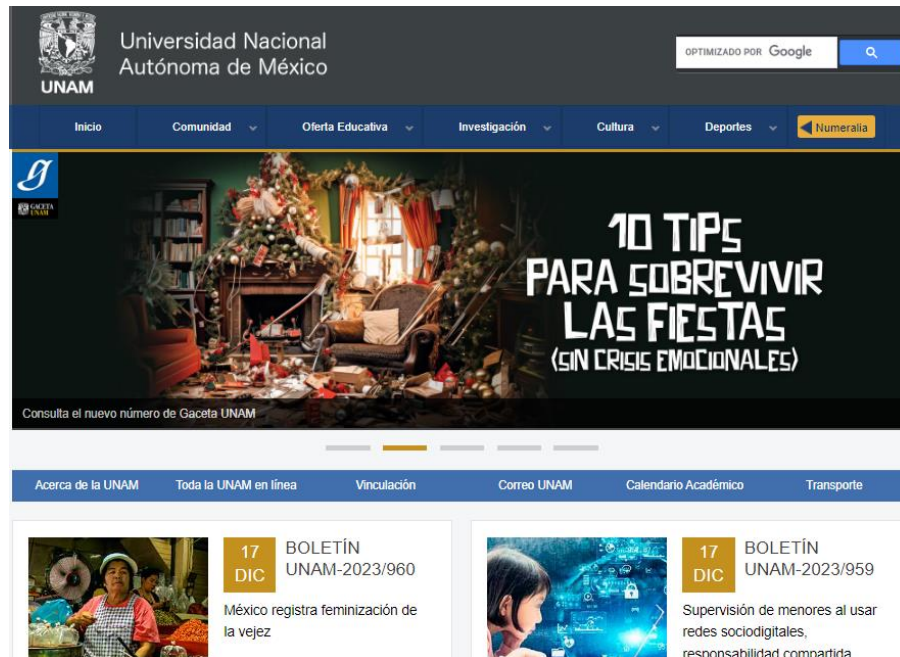 Universidad Nacional
Autónoma de México
UNAM
OPTIMIZADO POR Google
Inicio
Comunidad
Oferta Educativa
Investigación
Cultura
Deportes
Numeralia
g
GACETA
UNAM
10 TIPS
PARA SOBREVIVIR
LAS FIESTAS
(SIN CRISIS EMOCIONALES)
Consulta el nuevo número de Gaceta UNAM
Acerca de la UNAM
Toda la UNAM en línea
Vinculación
Correo UNAM
Calendario Académico
Transporte
17
DIC
BOLETÍN
UNAM-2023/960
México registra feminización de
la vejez
17
DIC
BOLETÍN
UNAM-2023/959
Supervisión de menores al usar
redes sociodigitales,
responsabilidad compartida